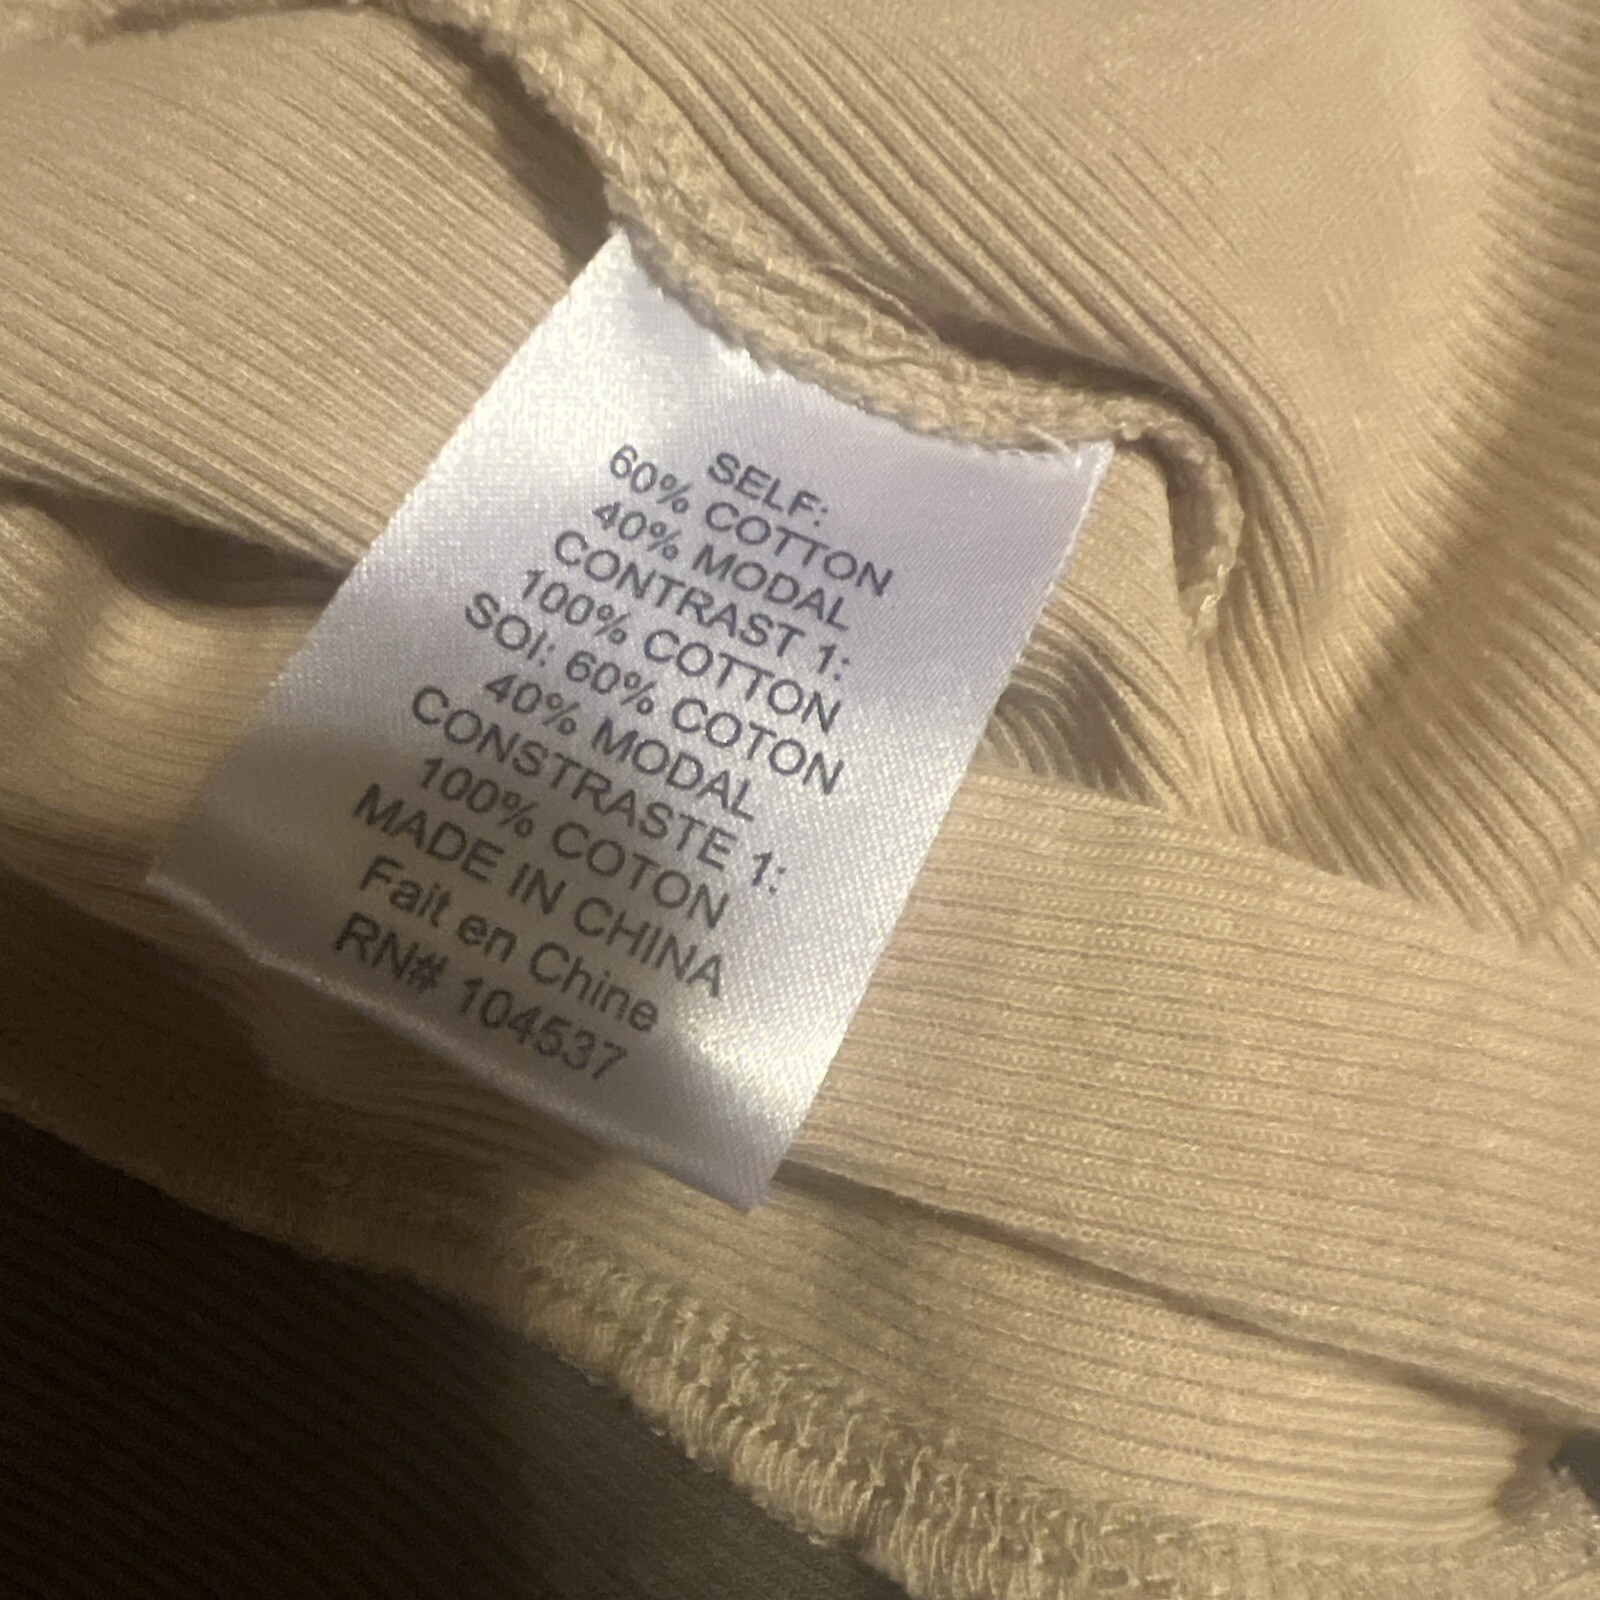 SELF:
60% COTTON
40% MODAL
CONTRAST 1:
100% COTTON
SOI: 60% COTON
40% MODAL
CONSTRASTE 1:
100% COTON
MADE IN CHINA
Fait en Chine
RN# 104537